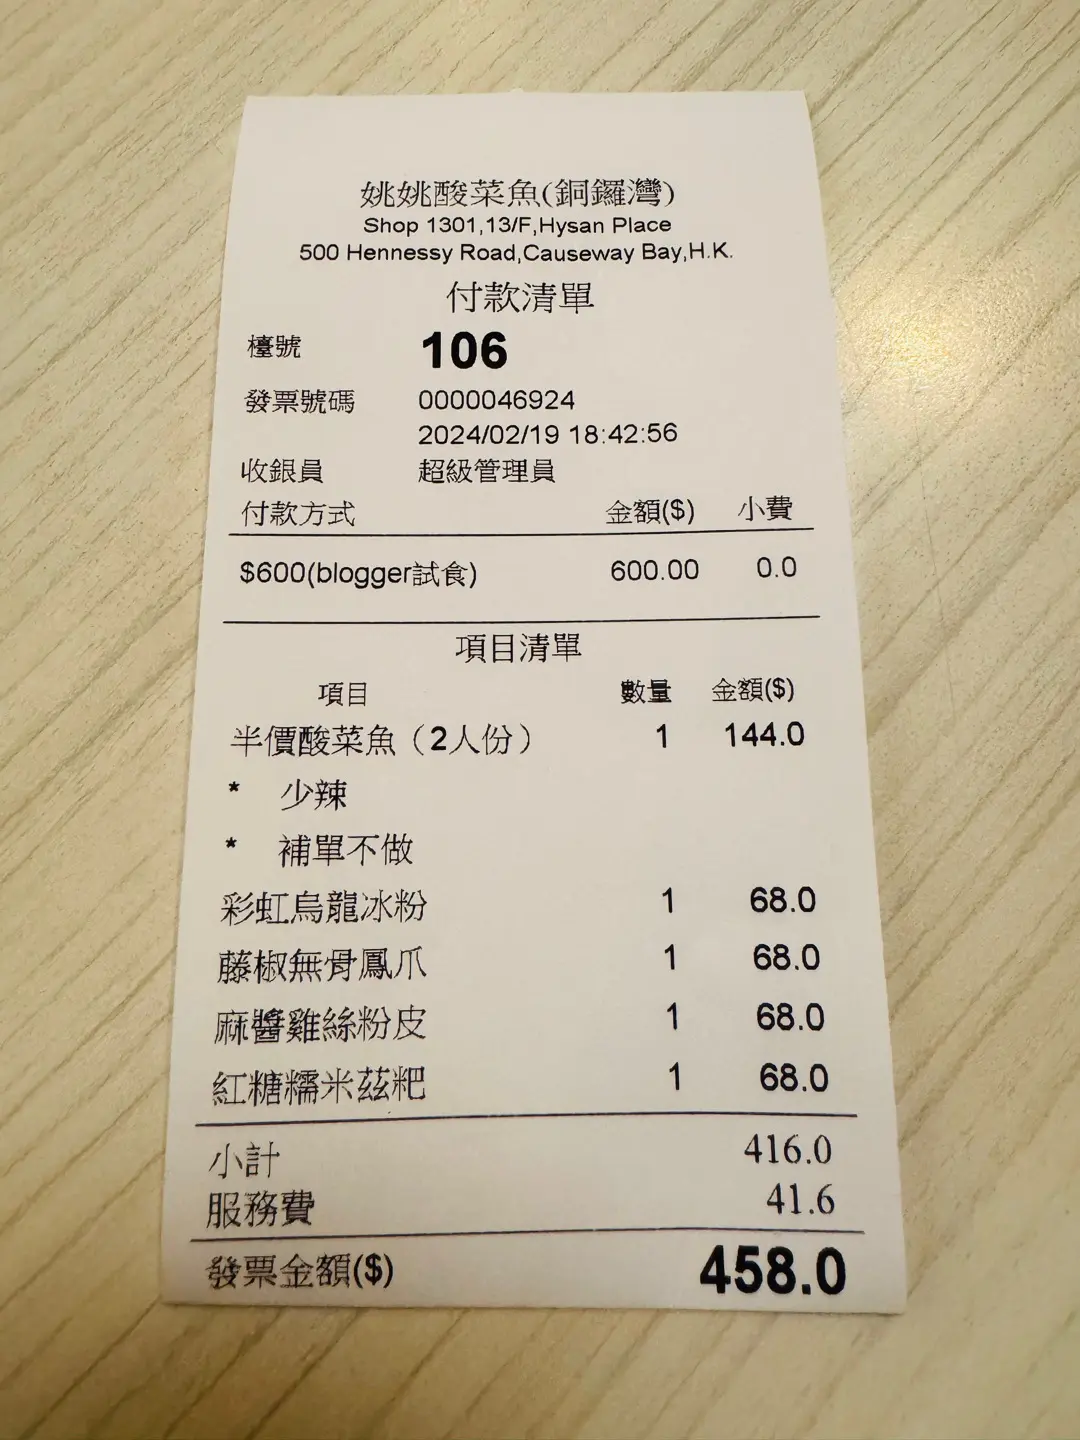 姚姚酸菜魚(銅鑼灣)
Shop 1301,13/F,Hysan Place
500 Hennessy Road,Causeway Bay,H.K.
付款清單
檯號 106
發票號碼 0000046924
2024/02/19 18:42:56
收銀員 超級管理員
付款方式 金額($) 小費
$600(blogger試食) 600.00 0.0
項目清單
項目 數量 金額($)
半價酸菜魚（2人份） 1 144.0
* 少辣
* 補單不做
彩虹烏龍冰粉 1 68.0
藤椒無骨鳳爪 1 68.0
麻醬雞絲粉皮 1 68.0
紅糖糯米茲粑 1 68.0
小計 416.0
服務費 41.6
發票金額($) 458.0